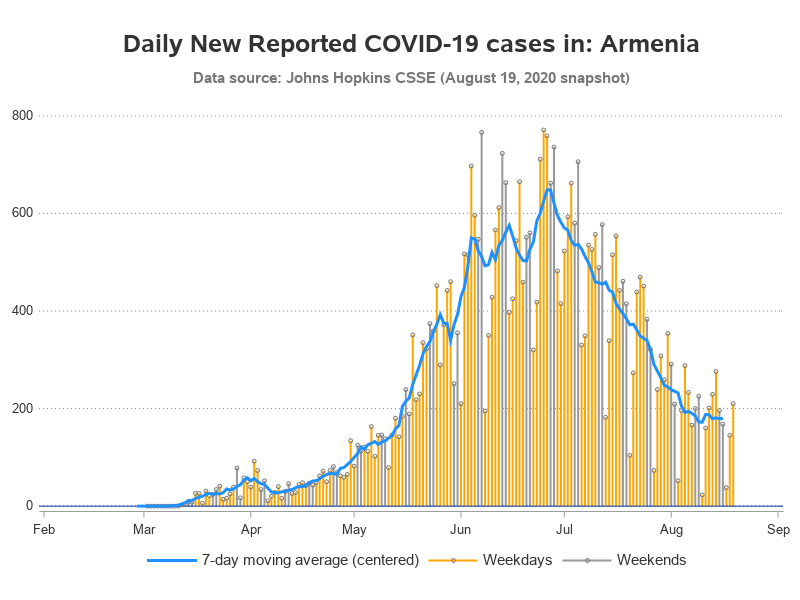 Daily New Reported COVID-19 cases in: Armenia
Data source: Johns Hopkins CSSE (August 19, 2020 snapshot)
800
600
400
200
0
Feb Mar Apr May Jun Jul Aug Sep
7-day moving average (centered) Weekdays Weekends